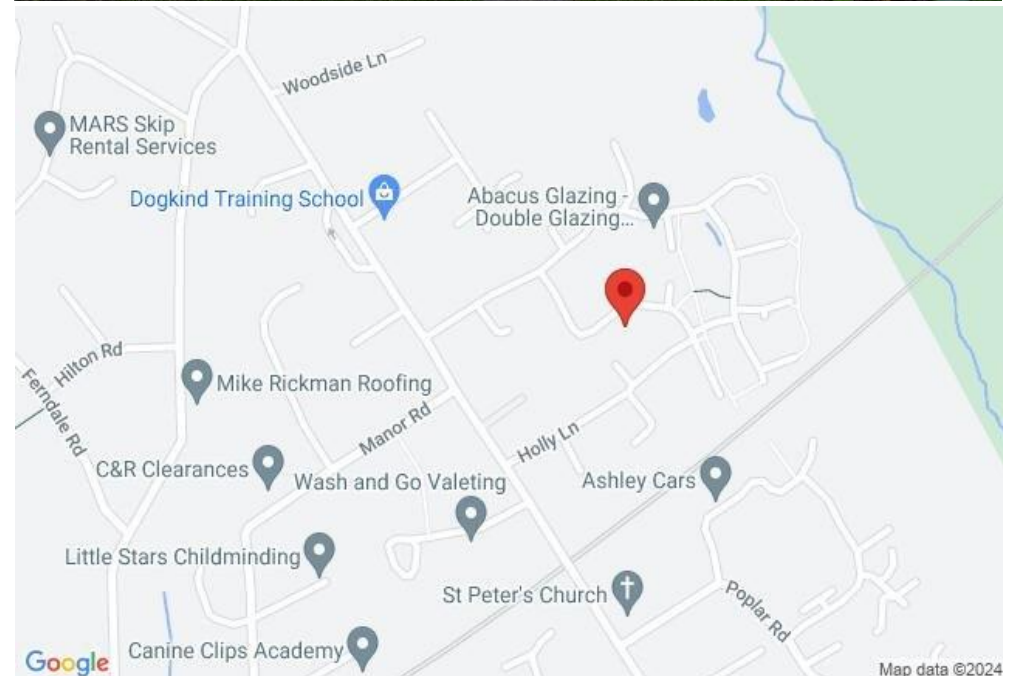 Woodside Ln
MARS Skip
Rental Services
Dogkind Training School
Abacus Glazing -
Double Glazing...
Hilton Rd
Ferndale Rd
Mike Rickman Roofing
Manor Rd
Holly Ln
C&R Clearances
Wash and Go Valeting
Ashley Cars
Little Stars Childminding
St Peter's Church
Poplar Rd
Canine Clips Academy
Google
Map data ©2024